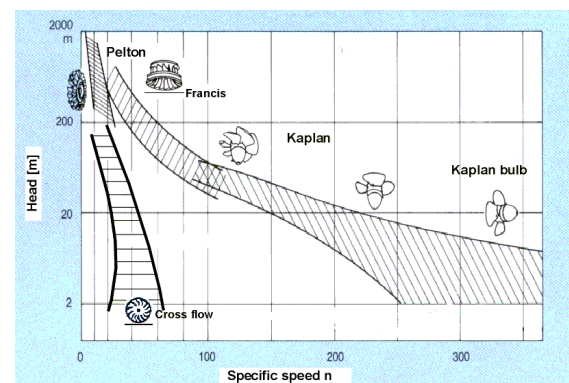 2000
m
Pelton
Francis
200
Kaplan
Kaplan bulb
Head [m]
20
2
Cross flow
0 100 200 300
Specific speed n